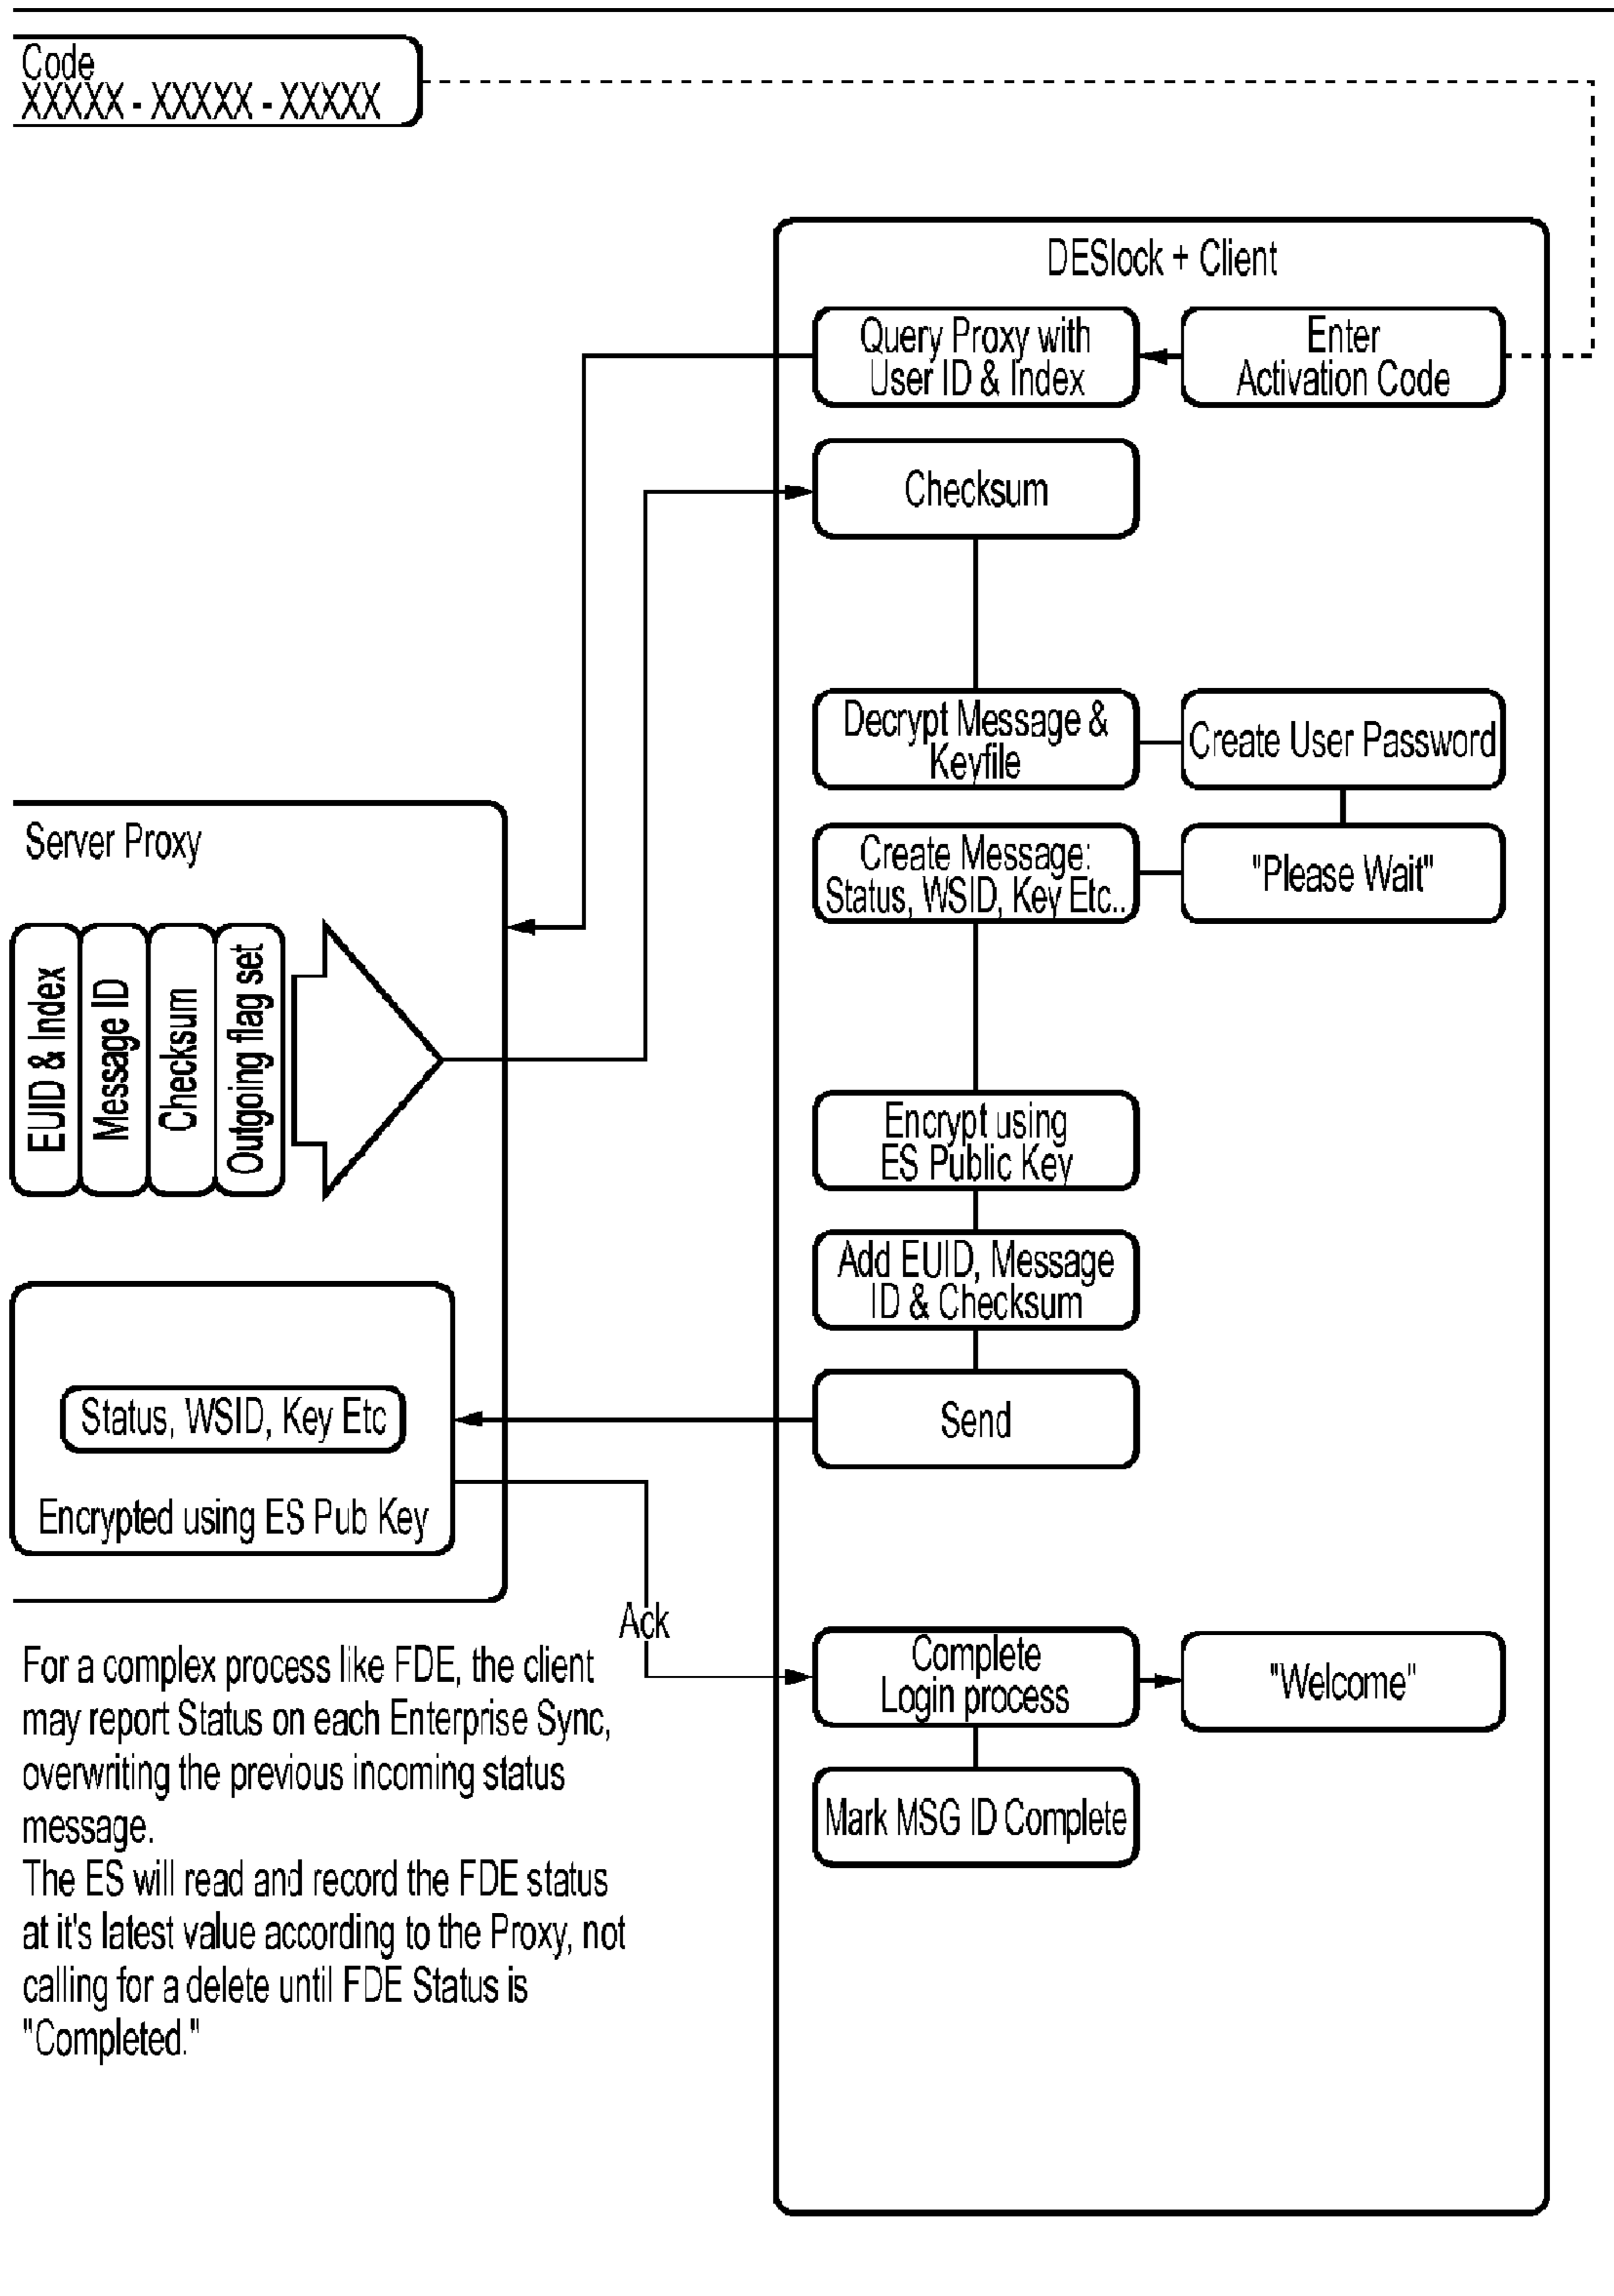 Code
XXXXX - XXXXX - XXXXX
DESlock + Client
Query Proxy with
User ID & Index
Enter
Activation Code
Checksum
Decrypt Message &
Keyfile
Create User Password
Server Proxy
Create Message:
Status, WSID, Key Etc..
"Please Wait"
EUID & Index
Message ID
Checksum
Outgoing flag set
Encrypt using
ES Public Key
Add EUID, Message
ID & Checksum
Status, WSID, Key Etc
Encrypted using ES Pub Key
Send
Ack
Complete
Login process
"Welcome"
Mark MSG ID Complete
For a complex process like FDE, the client
may report Status on each Enterprise Sync,
overwriting the previous incoming status
message.
The ES will read and record the FDE status
at it's latest value according to the Proxy, not
calling for a delete until FDE Status is
"Completed."